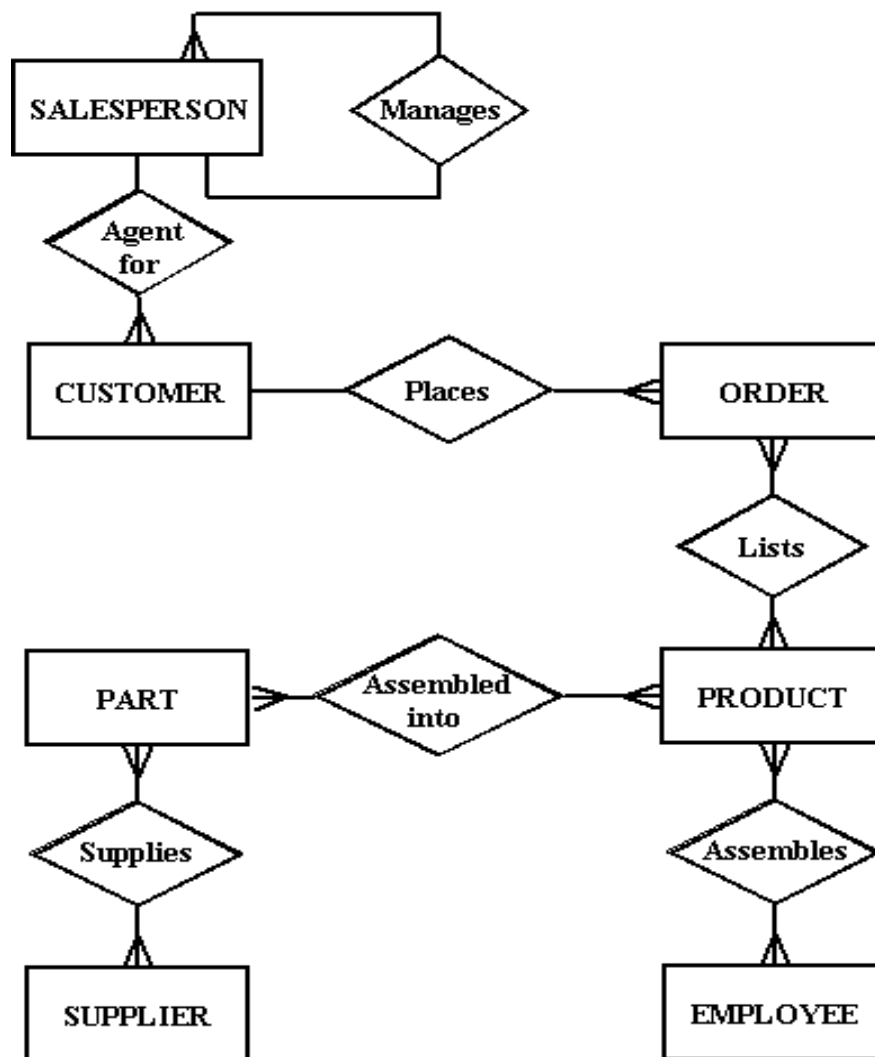 SALESPERSON
Manages
Agent
for
CUSTOMER
Places
ORDER
Lists
PART
Assembled
into
PRODUCT
Supplies
Assembles
SUPPLIER
EMPLOYEE